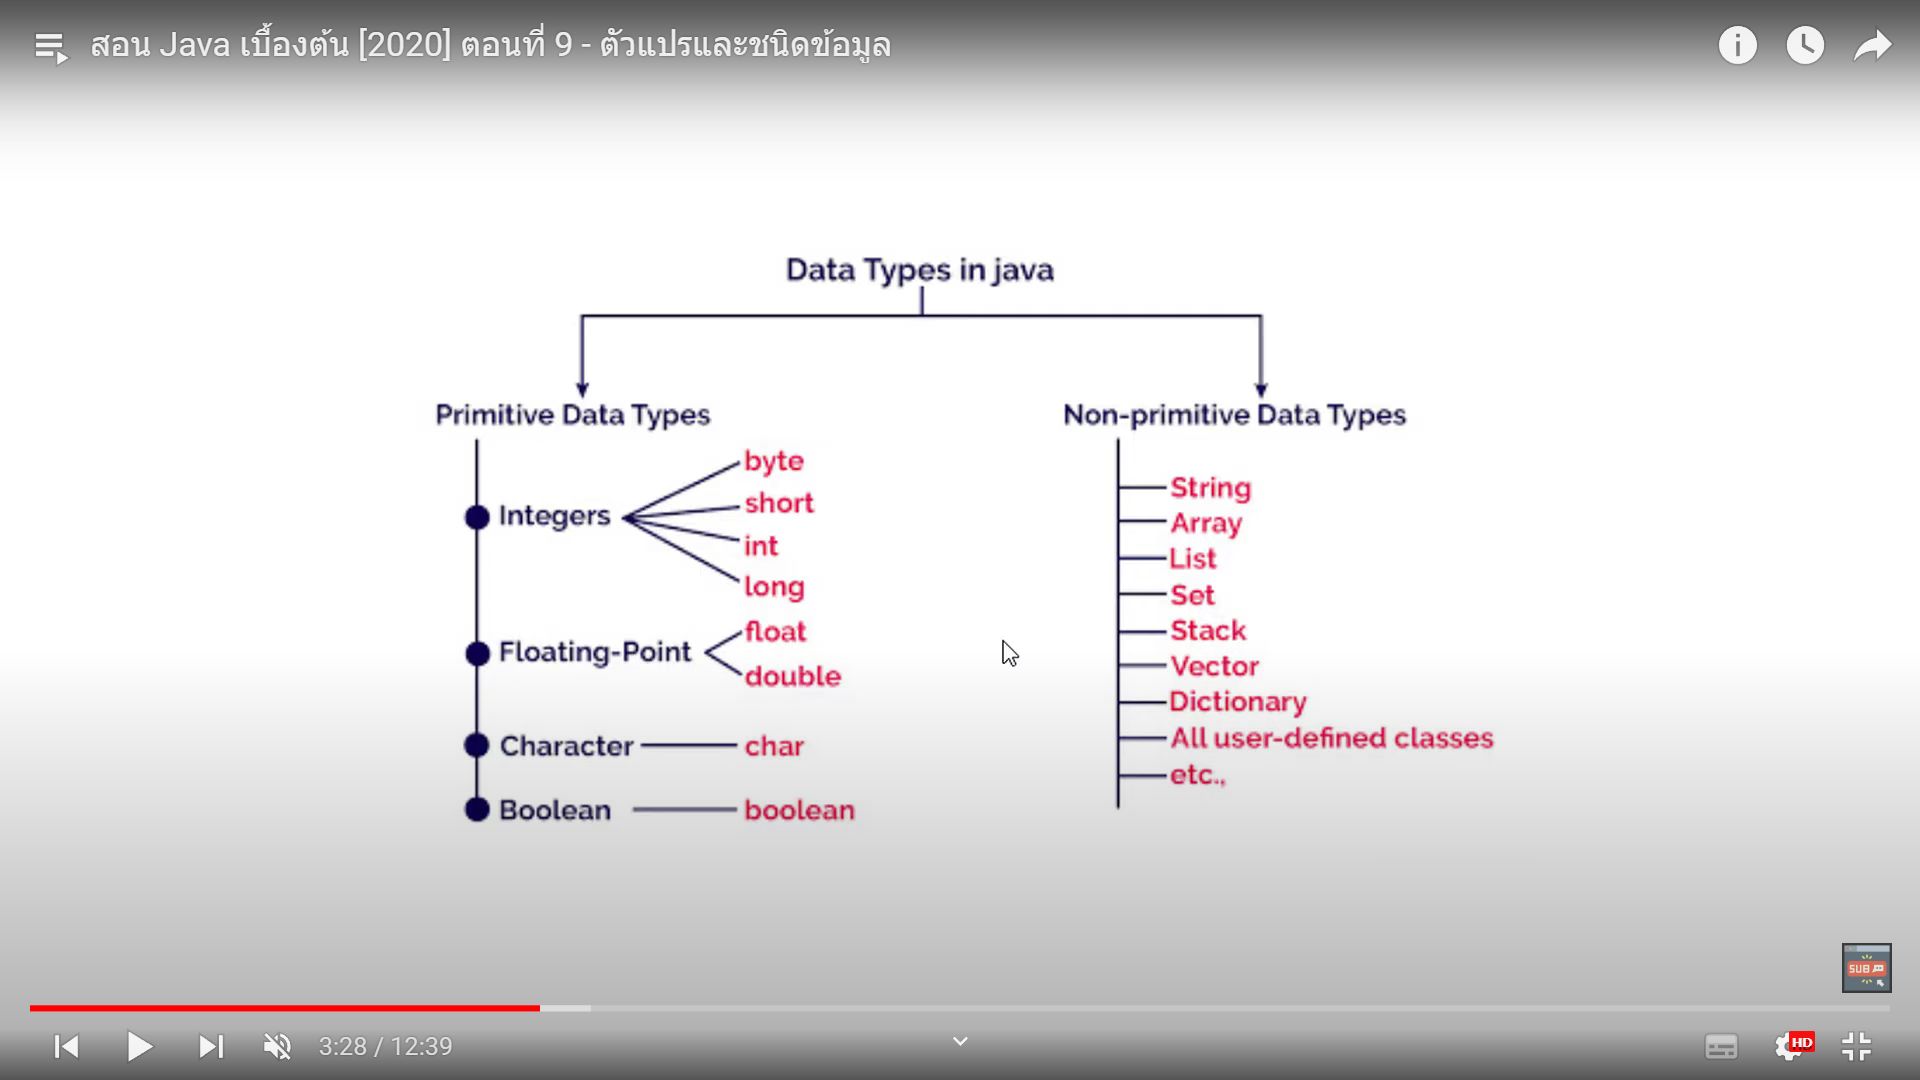 สอน Java เบื้องต้น [2020] ตอนที่ 9 - ตัวแปรและชนิดข้อมูล
Data Types in java
Primitive Data Types
Integers
byte
short
int
long
Floating-Point
float
double
Character
char
Boolean
boolean
Non-primitive Data Types
String
Array
List
Set
Stack
Vector
Dictionary
All user-defined classes
etc.,
SUB
3:28 / 12:39
HD